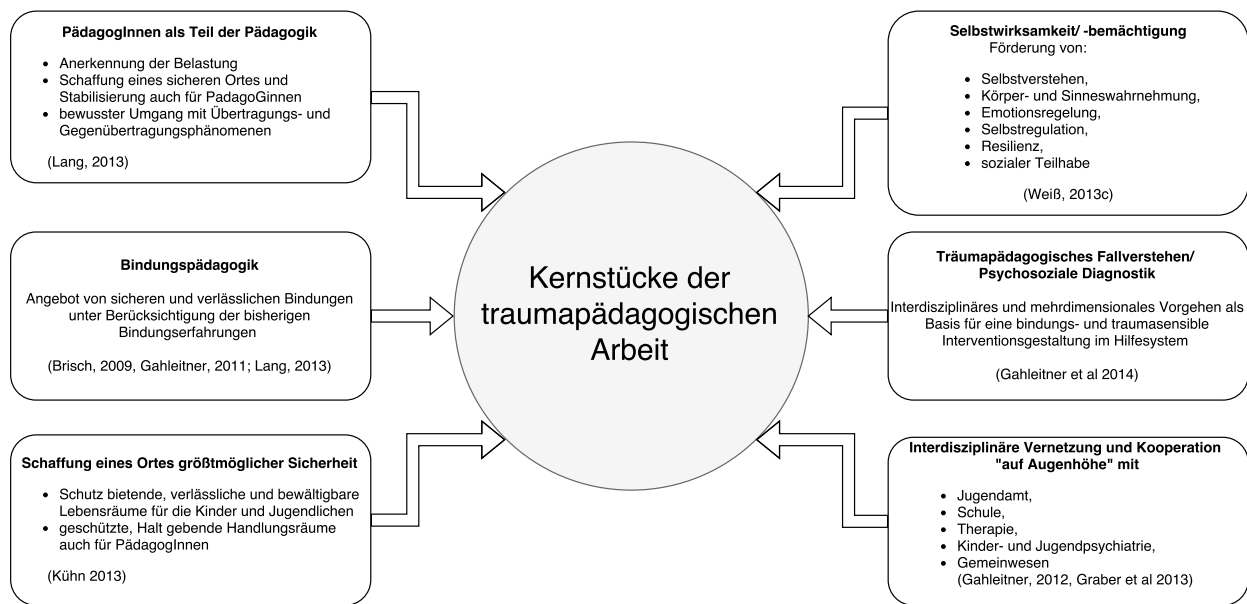 PädagogInnen als Teil der Pädagogik
Anerkennung der Belastung
Schaffung eines sicheren Ortes und
Stabilisierung auch für PadagoGinnen
bewusster Umgang mit Übertragungs- und
Gegenübertragungsphänomenen
(Lang, 2013)
Bindungspädagogik
Angebot von sicheren und verlässlichen Bindungen
unter Berücksichtigung der bisherigen
Bindungserfahrungen
(Brisch, 2009, Gahleitner, 2011; Lang, 2013)
Schaffung eines Ortes größtmöglicher Sicherheit
Schutz bietende, verlässliche und bewältigbare
Lebensräume für die Kinder und Jugendlichen
geschützte, Halt gebende Handlungsräume
auch für PädagogInnen
(Kühn 2013)
Kernstücke der
traumapädagogischen
Arbeit
Selbstwirksamkeit/ -bemächtigung
Förderung von:
Selbstverstehen,
Körper- und Sinneswahrnehmung,
Emotionsregelung,
Selbstregulation,
Resilienz,
sozialer Teilhabe
(Weiß, 2013c)
Träumapädagogisches Fallverstehen/
Psychosoziale Diagnostik
Interdisziplinäres und mehrdimensionales Vorgehen als
Basis für eine bindungs- und traumasensible
Interventionsgestaltung im Hilfesystem
(Gahleitner et al 2014)
Interdisziplinäre Vernetzung und Kooperation
"auf Augenhöhe" mit
Jugendamt,
Schule,
Therapie,
Kinder- und Jugendpsychiatrie,
Gemeinwesen
(Gahleitner, 2012, Graber et al 2013)